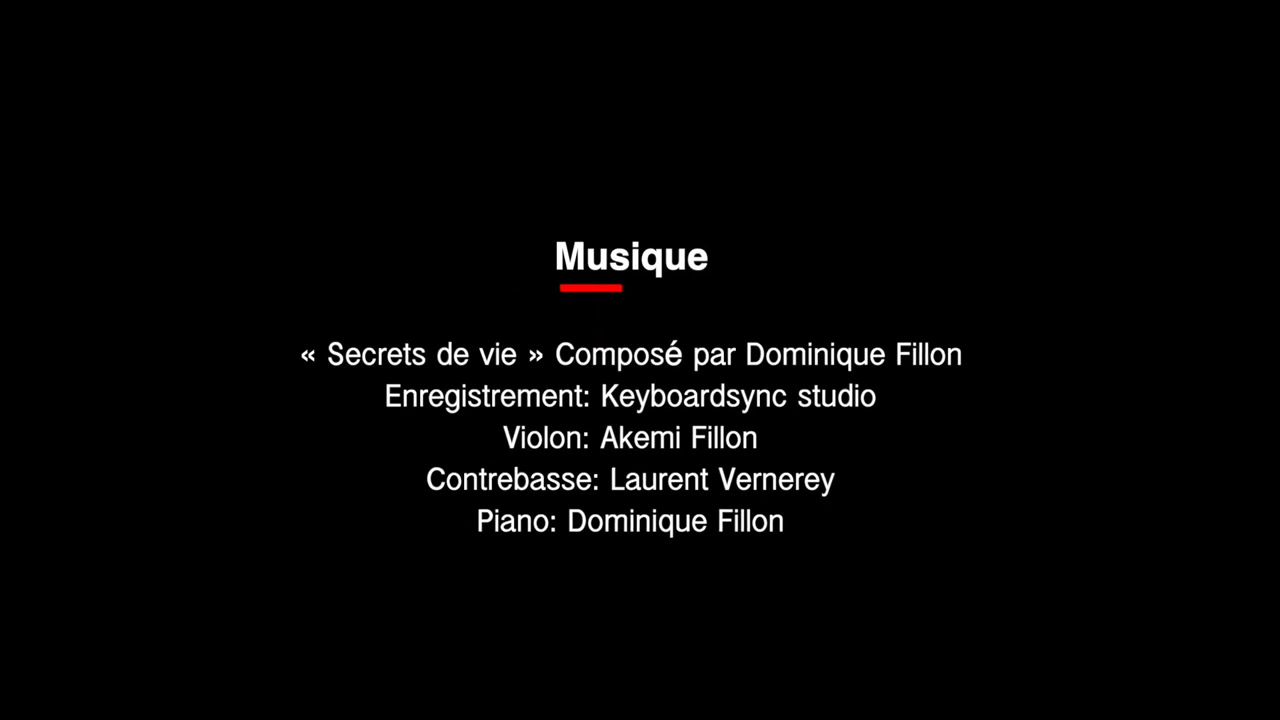 Musique
« Secrets de vie » Composé par Dominique Fillon
Enregistrement: Keyboardsync studio
Violon: Akemi Fillon
Contrebasse: Laurent Vernerey
Piano: Dominique Fillon